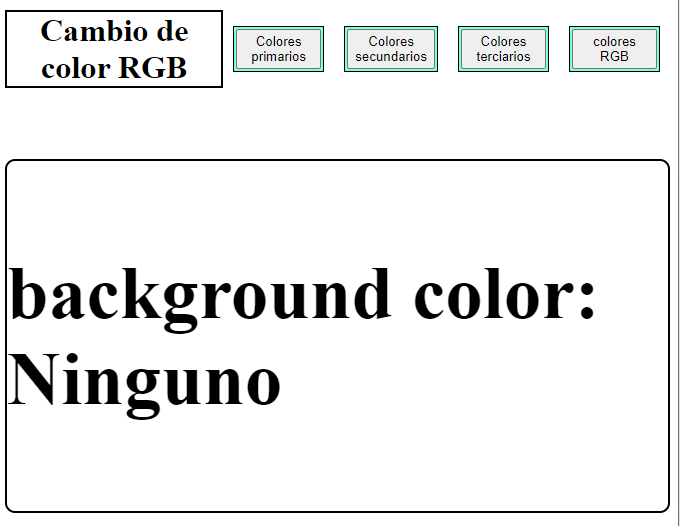 Cambio de
color RGB
Colores
primarios
Colores
secundarios
Colores
terciarios
colores
RGB
background color:
Ninguno